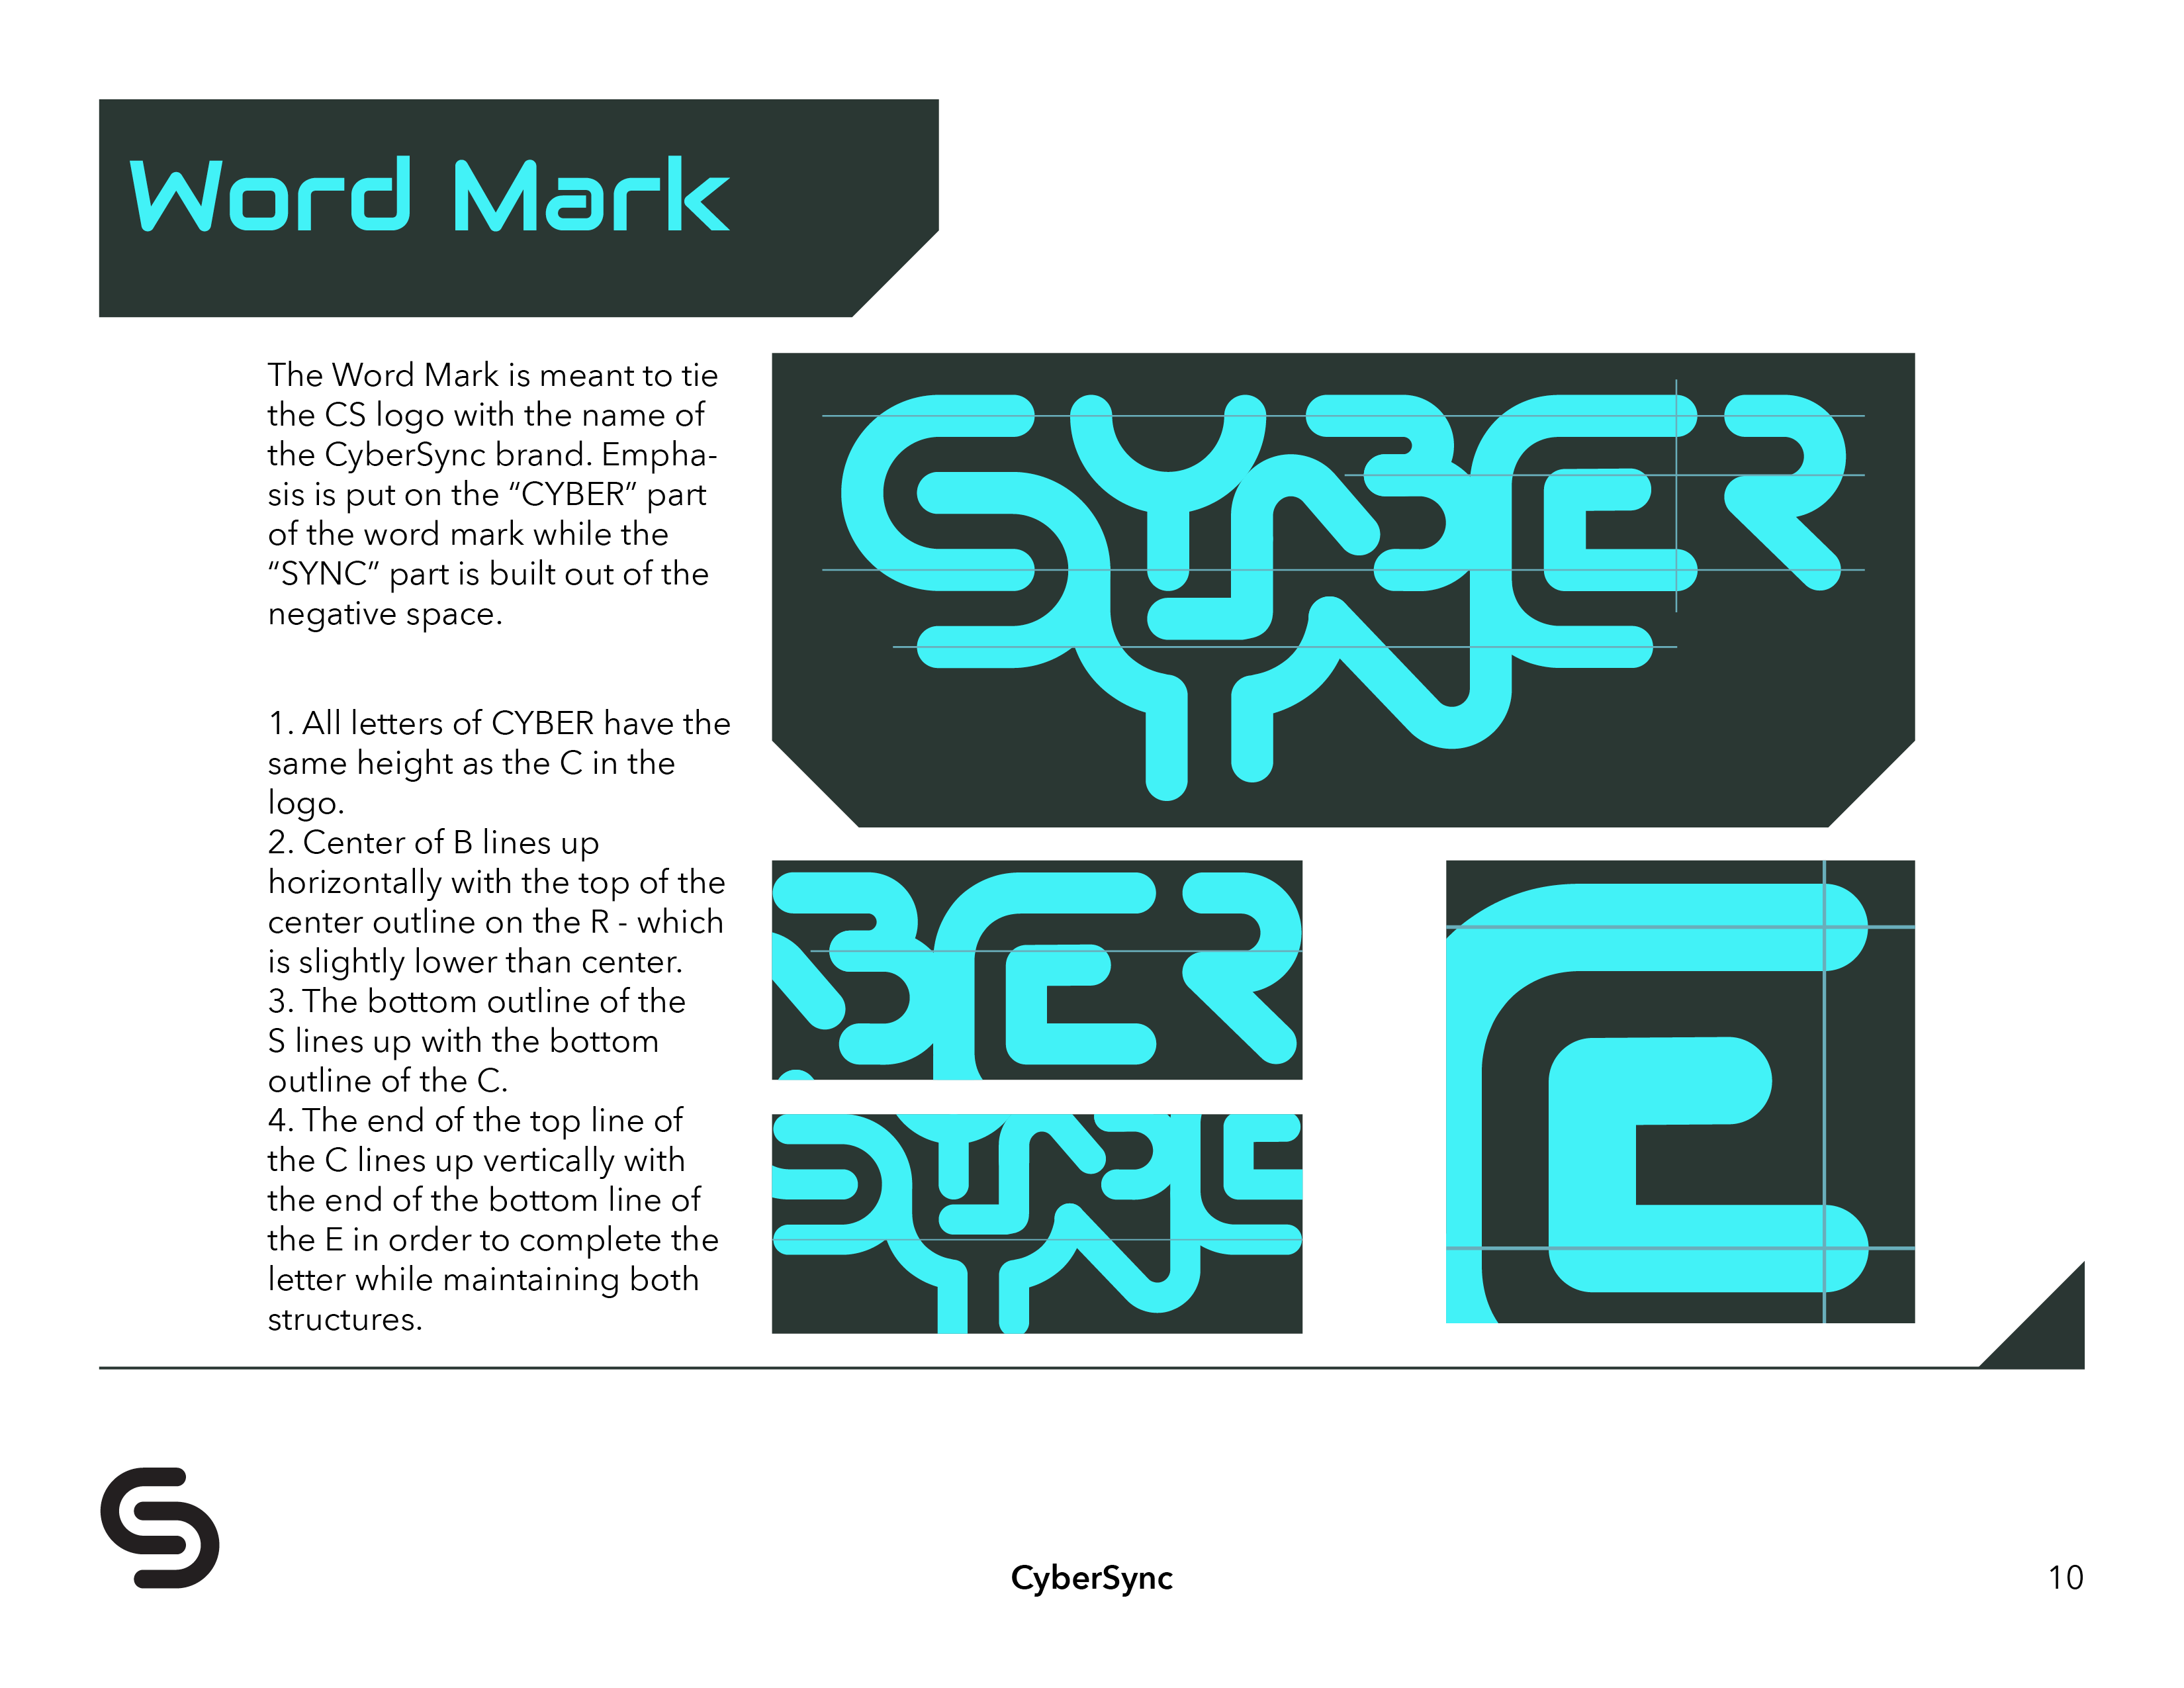 Word Mark
The Word Mark is meant to tie
the CS logo with the name of
the CyberSync brand. Empha-
sis is put on the “CYBER” part
of the word mark while the
“SYNC” part is built out of the
negative space.
1. All letters of CYBER have the
same height as the C in the
logo.
2. Center of B lines up
horizontally with the top of the
center outline on the R - which
is slightly lower than center.
3. The bottom outline of the
S lines up with the bottom
outline of the C.
4. The end of the top line of
the C lines up vertically with
the end of the bottom line of
the E in order to complete the
letter while maintaining both
structures.
CYBER
SYNC
CyberSync
10